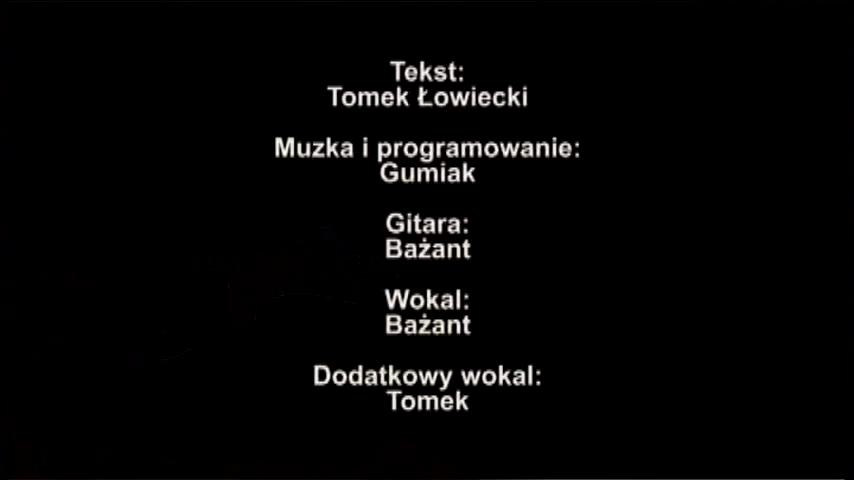 Tekst:
Tomek Łowiecki
Muzka i programowanie:
Gumiak
Gitara:
Bażant
Wokal:
Bażant
Dodatkowy wokal:
Tomek